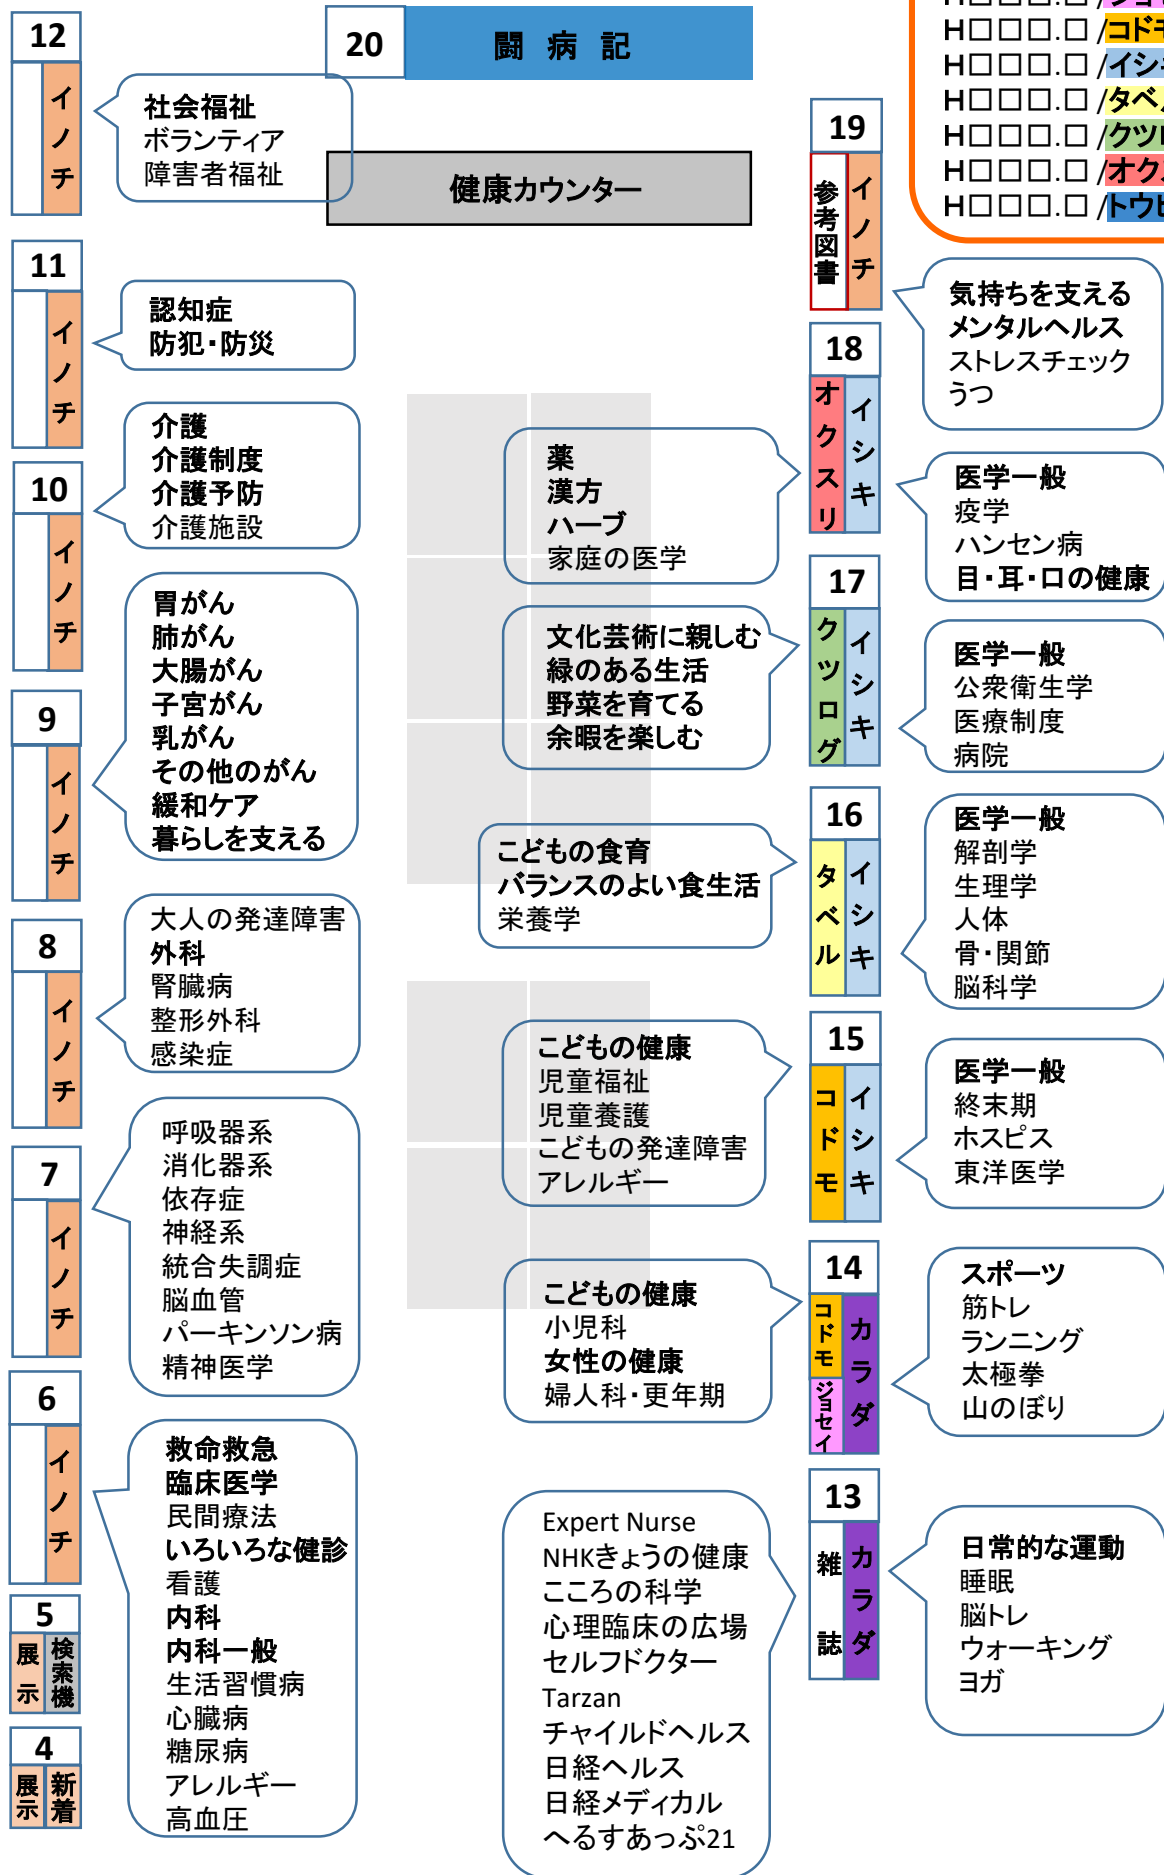 12
イノチ
社会福祉
ボランティア
障害者福祉
20
闘病記
健康カウンター
H□□□.□ /コドモ
H□□□.□ /イシキ
H□□□.□ /タベル
H□□□.□ /クツログ
H□□□.□ /オクスリ
H□□□.□ /トウビ
11
イノチ
認知症
防犯・防災
10
イノチ
介護
介護制度
介護予防
介護施設
9
イノチ
胃がん
肺がん
大腸がん
子宮がん
乳がん
その他のがん
緩和ケア
暮らしを支える
8
イノチ
大人の発達障害
外科
腎臓病
整形外科
感染症
7
イノチ
呼吸器系
消化器系
依存症
神経系
統合失調症
脳血管
パーキンソン病
精神医学
6
イノチ
救命救急
臨床医学
民間療法
いろいろな健診
看護
内科
内科一般
生活習慣病
心臓病
糖尿病
アレルギー
高血圧
5
展示
検索機
4
展示
新着
19
参考図書
イノチ
気持ちを支える
メンタルヘルス
ストレスチェック
うつ
18
オクスリ
イシキ
薬
漢方
ハーブ
家庭の医学
医学一般
疫学
ハンセン病
目・耳・口の健康
17
クツログ
イシキ
文化芸術に親しむ
緑のある生活
野菜を育てる
余暇を楽しむ
医学一般
公衆衛生学
医療制度
病院
16
タベル
イシキ
こどもの食育
バランスのよい食生活
栄養学
医学一般
解剖学
生理学
人体
骨・関節
脳科学
15
コドモ
イシキ
こどもの健康
児童福祉
児童養護
こどもの発達障害
アレルギー
医学一般
終末期
ホスピス
東洋医学
14
コドモ
ジョセイ
カラダ
こどもの健康
小児科
女性の健康
婦人科・更年期
スポーツ
筋トレ
ランニング
太極拳
山のぼり
13
雑誌
カラダ
Expert Nurse
NHKきょうの健康
こころの科学
心理臨床の広場
セルフドクター
Tarzan
チャイルドヘルス
日経ヘルス
日経メディカル
へるすあっぷ21
日常的な運動
睡眠
脳トレ
ウォーキング
ヨガ